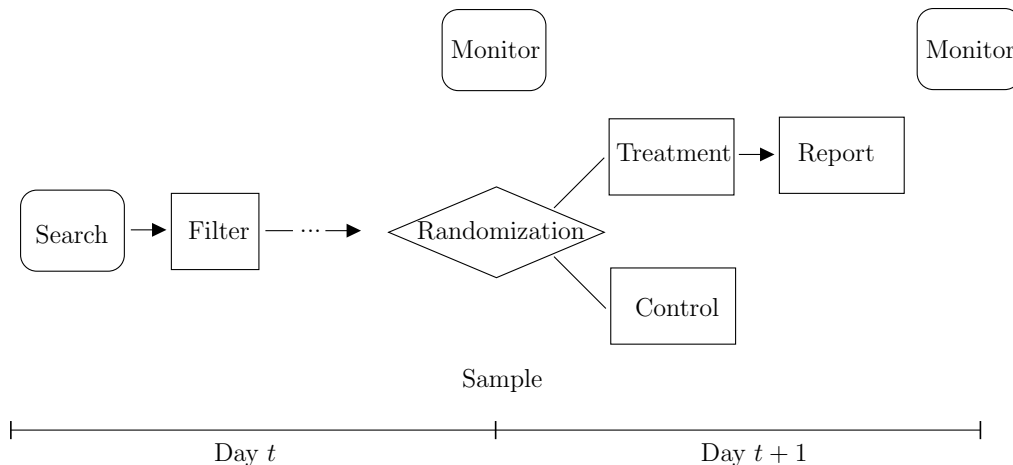 Monitor
Monitor
Treatment
Report
Search
Filter
...
Randomization
Control
Sample
Day t
Day t + 1